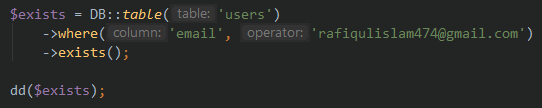 $exists = DB::table( table: 'users')
->where( column: 'email', operator: 'rafiqulislam474@gmail.com')
->exists();
dd($exists);